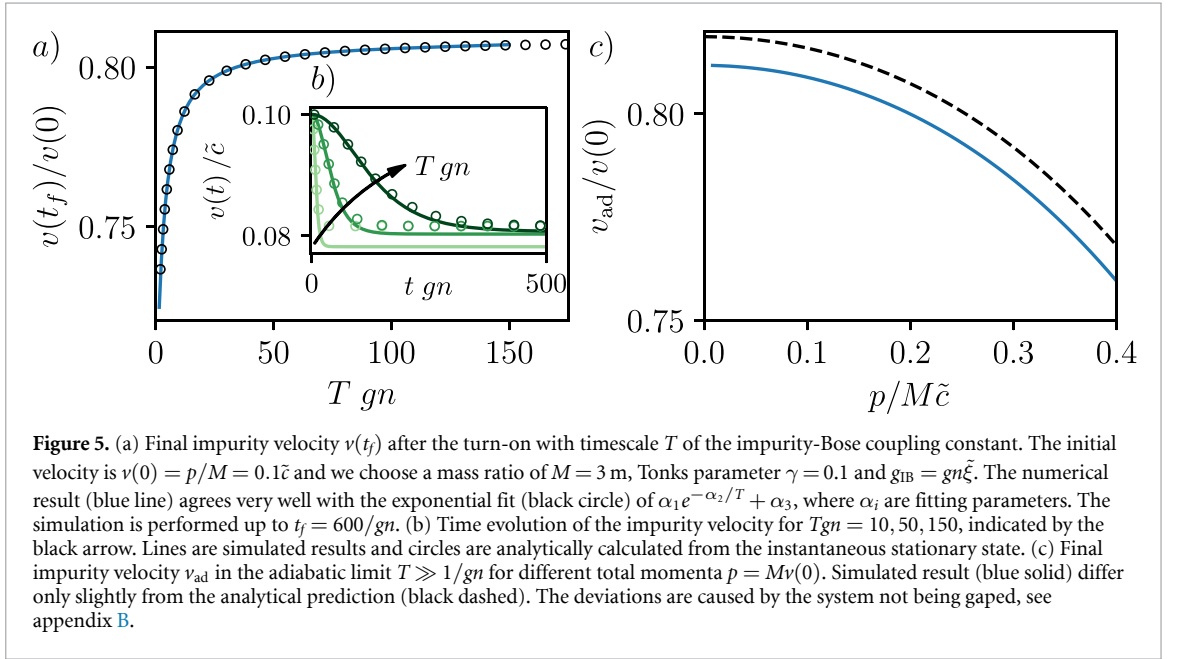 a)
0.80
0.75
v(t_f)/v(0)
0
50
100
150
T gn
b)
0.10
0.08
v(t)/c̃
T gn
0
t gn
500
c)
0.80
0.75
v_ad/v(0)
0.0
0.1
0.2
0.3
0.4
p/Mc̃
Figure 5. (a) Final impurity velocity v(t_f) after the turn-on with timescale T of the impurity-Bose coupling constant. The initial
velocity is v(0) = p/M = 0.1c̃ and we choose a mass ratio of M = 3 m, Tonks parameter γ = 0.1 and g_IB = gnξ̃. The numerical
result (blue line) agrees very well with the exponential fit (black circle) of α₁e^{−α₂/T} + α₃, where α_i are fitting parameters. The
simulation is performed up to t_f = 600/gn. (b) Time evolution of the impurity velocity for Tgn = 10, 50, 150, indicated by the
black arrow. Lines are simulated results and circles are analytically calculated from the instantaneous stationary state. (c) Final
impurity velocity v_ad in the adiabatic limit T ≫ 1/gn for different total momenta p = Mv(0). Simulated result (blue solid) differ
only slightly from the analytical prediction (black dashed). The deviations are caused by the system not being gaped, see
appendix B.